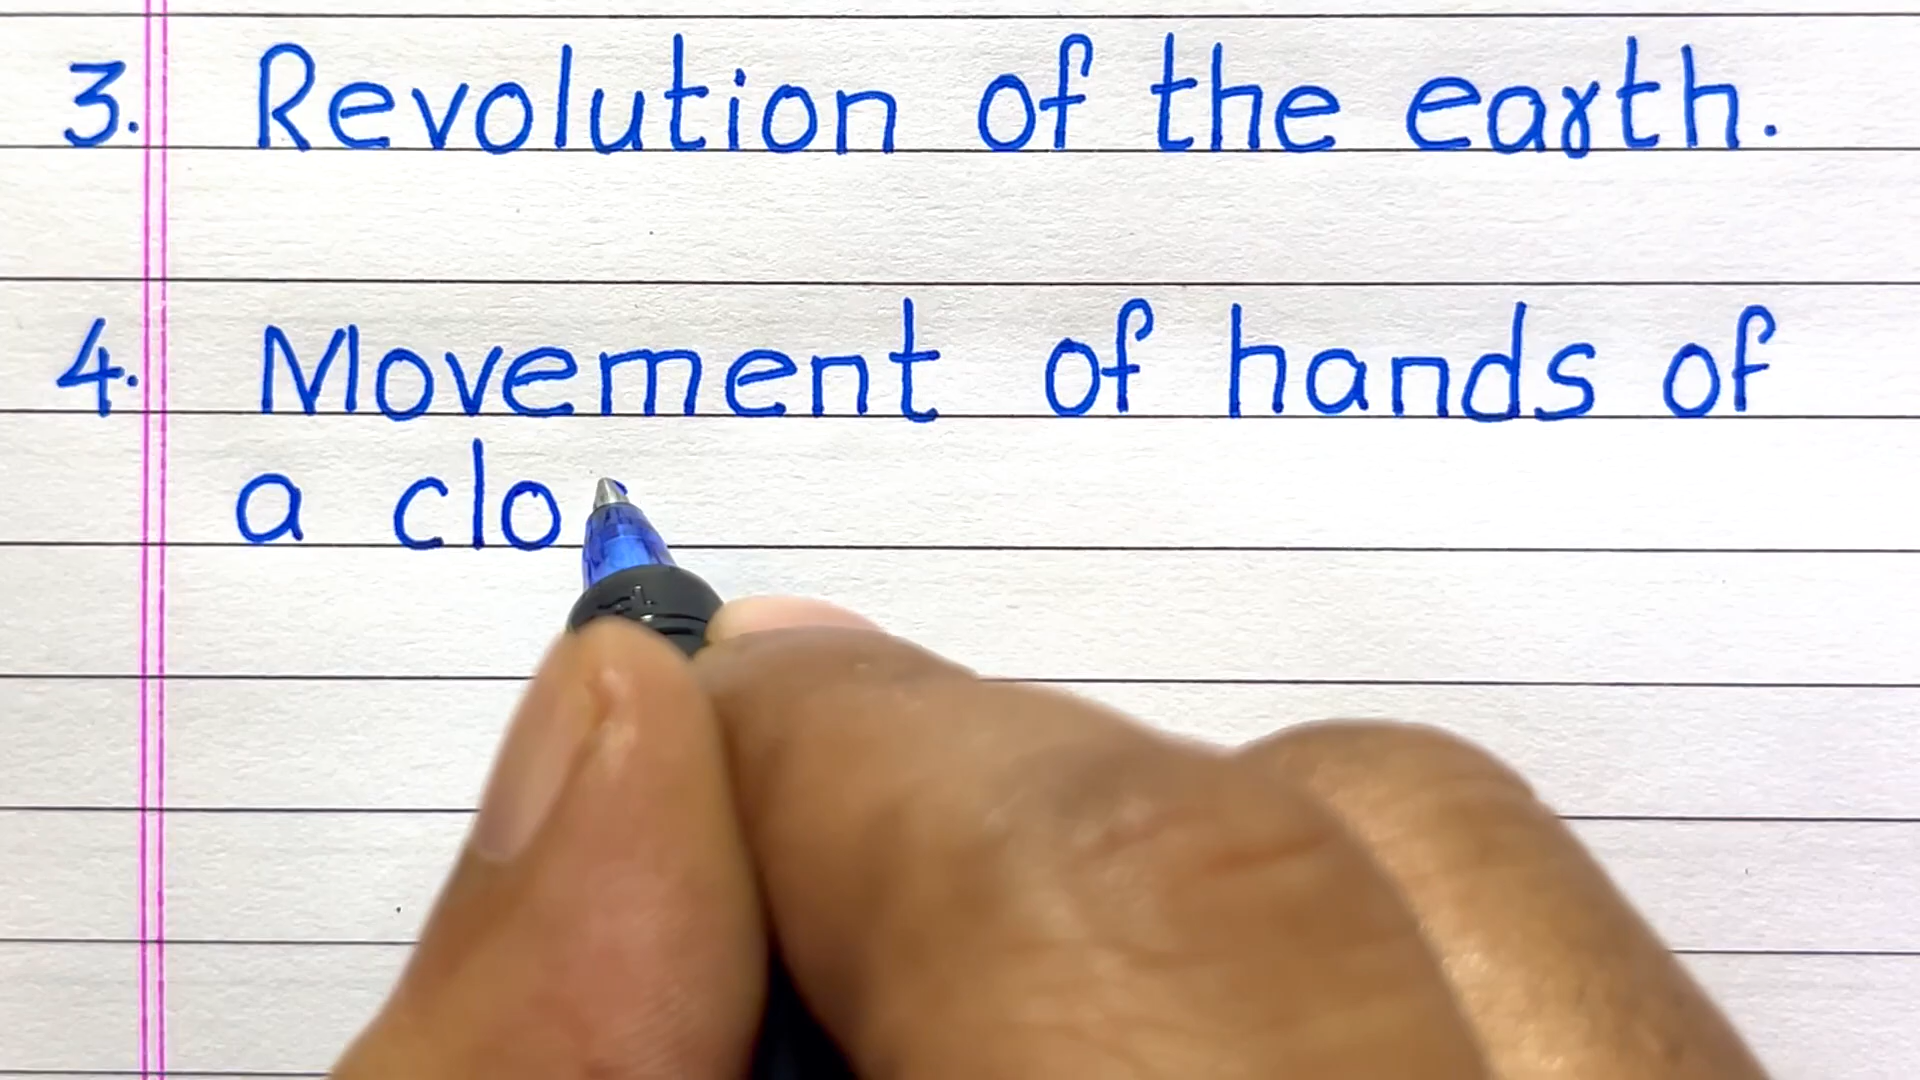 3. Revolution of the earth.
4. Movement of hands of
a clo